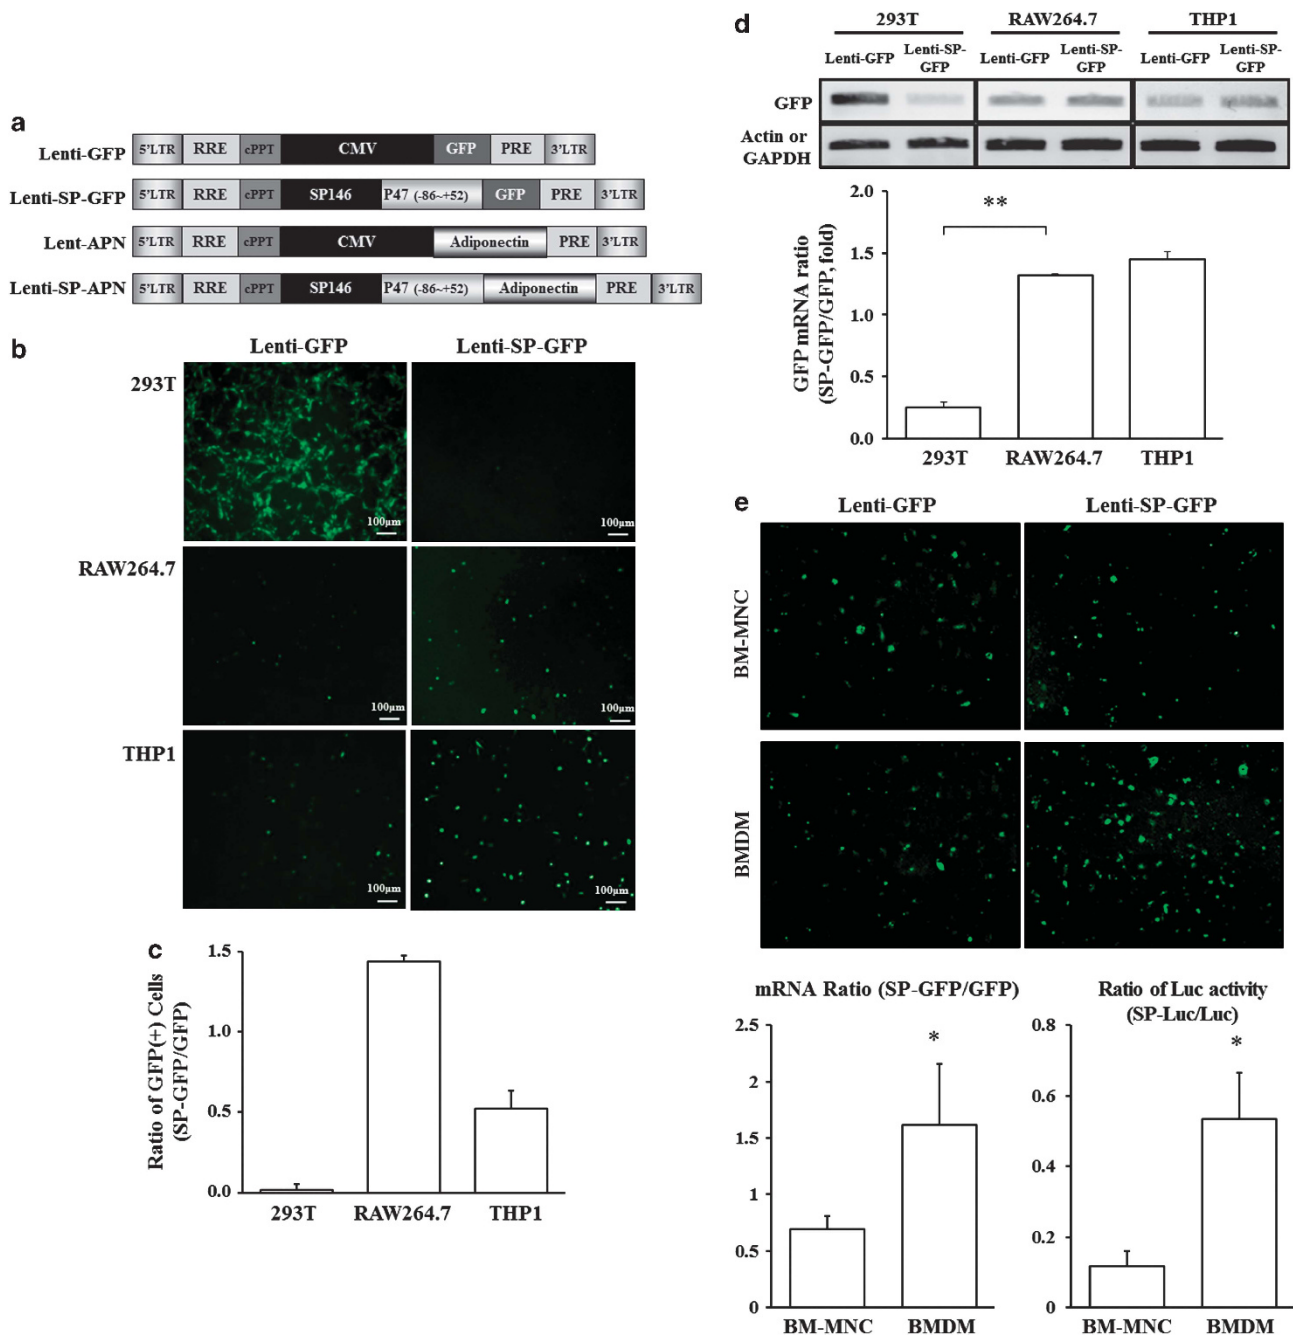 a
Lenti-GFP 5'LTR RRE cPPT CMV GFP PRE 3'LTR
Lenti-SP-GFP 5'LTR RRE cPPT SP146 P47 (-86~+52) GFP PRE 3'LTR
Lent-APN 5'LTR RRE cPPT CMV Adiponectin PRE 3'LTR
Lenti-SP-APN 5'LTR RRE cPPT SP146 P47 (-86~+52) Adiponectin PRE 3'LTR
b
Lenti-GFP Lenti-SP-GFP
293T
100μm 100μm
RAW264.7
100μm 100μm
THP1
100μm 100μm
c
Ratio of GFP(+) Cells
(SP-GFP/GFP)
1.5
1.0
0.5
0.0
293T RAW264.7 THP1
d
293T RAW264.7 THP1
Lenti-GFP Lenti-SP-GFP Lenti-GFP Lenti-SP-GFP Lenti-GFP Lenti-SP-GFP
GFP
Actin or
GAPDH
GFP mRNA ratio
(SP-GFP/GFP, fold)
2.0
**
1.5
1.0
0.5
0.0
293T RAW264.7 THP1
e
Lenti-GFP Lenti-SP-GFP
BM-MNC
BMDM
mRNA Ratio (SP-GFP/GFP)
2.5
*
2
1.5
1
0.5
0
BM-MNC BMDM
Ratio of Luc activity
(SP-Luc/Luc)
0.8
*
0.6
0.4
0.2
0
BM-MNC BMDM